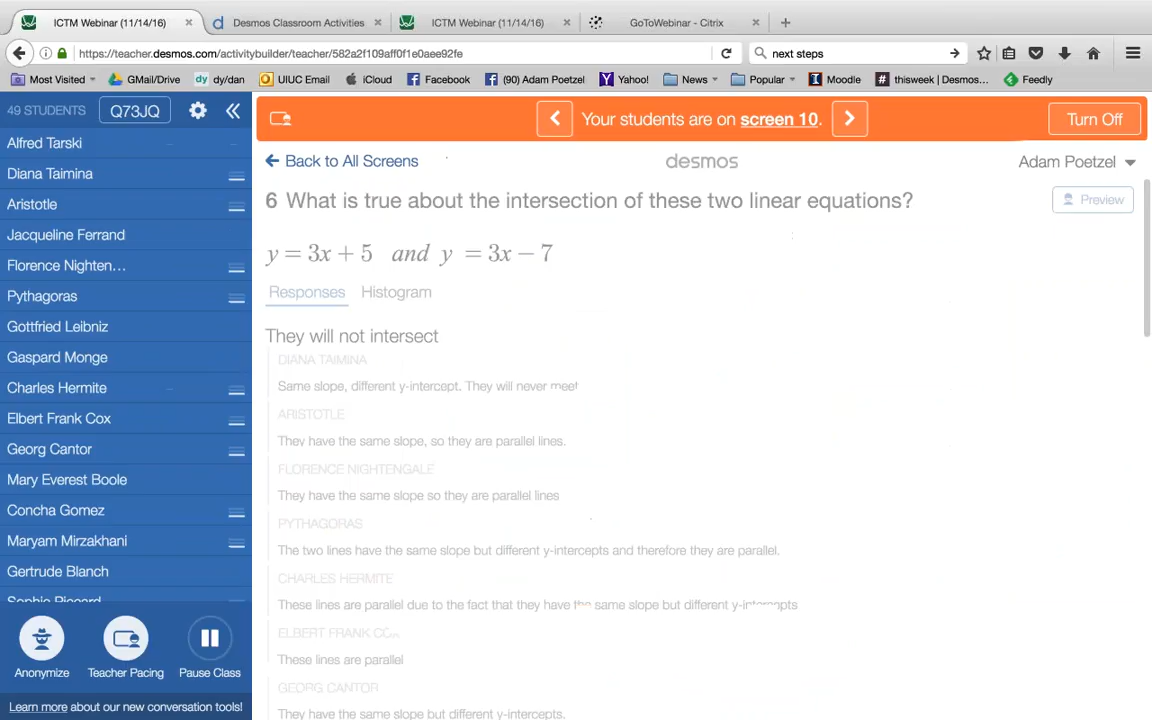 ICTM Webinar (11/14/16)
Desmos Classroom Activities
ICTM Webinar (11/14/16)
GoToWebinar - Citrix
https://teacher.desmos.com/activitybuilder/teacher/582a2f109aff0f1e0aee92fe
next steps
Most Visited
GMail/Drive
dy/dan
UIUC Email
iCloud
Facebook
(90) Adam Poetzel
Yahoo!
News
Popular
Moodle
thisweek | Desmos...
Feedly
49 STUDENTS
Q73JQ
Your students are on screen 10.
Turn Off
Alfred Tarski
Diana Taimina
Aristotle
Jacqueline Ferrand
Florence Nighten...
Pythagoras
Gottfried Leibniz
Gaspard Monge
Charles Hermite
Elbert Frank Cox
Georg Cantor
Mary Everest Boole
Concha Gomez
Maryam Mirzakhani
Gertrude Blanch
Sophie Piccard
Anonymize
Teacher Pacing
Pause Class
Learn more about our new conversation tools!
Back to All Screens
desmos
Adam Poetzel
6 What is true about the intersection of these two linear equations?
Preview
y = 3x + 5 and y = 3x − 7
Responses
Histogram
They will not intersect
DIANA TAIMINA
Same slope, different y-intercept. They will never meet
ARISTOTLE
They have the same slope, so they are parallel lines.
FLORENCE NIGHTENGALE
They have the same slope so they are parallel lines
PYTHAGORAS
The two lines have the same slope but different y-intercepts and therefore they are parallel.
CHARLES HERMITE
These lines are parallel due to the fact that they have the same slope but different y-intercepts
ELBERT FRANK COX
These lines are parallel
GEORG CANTOR
They have the same slope but different y-intercepts.